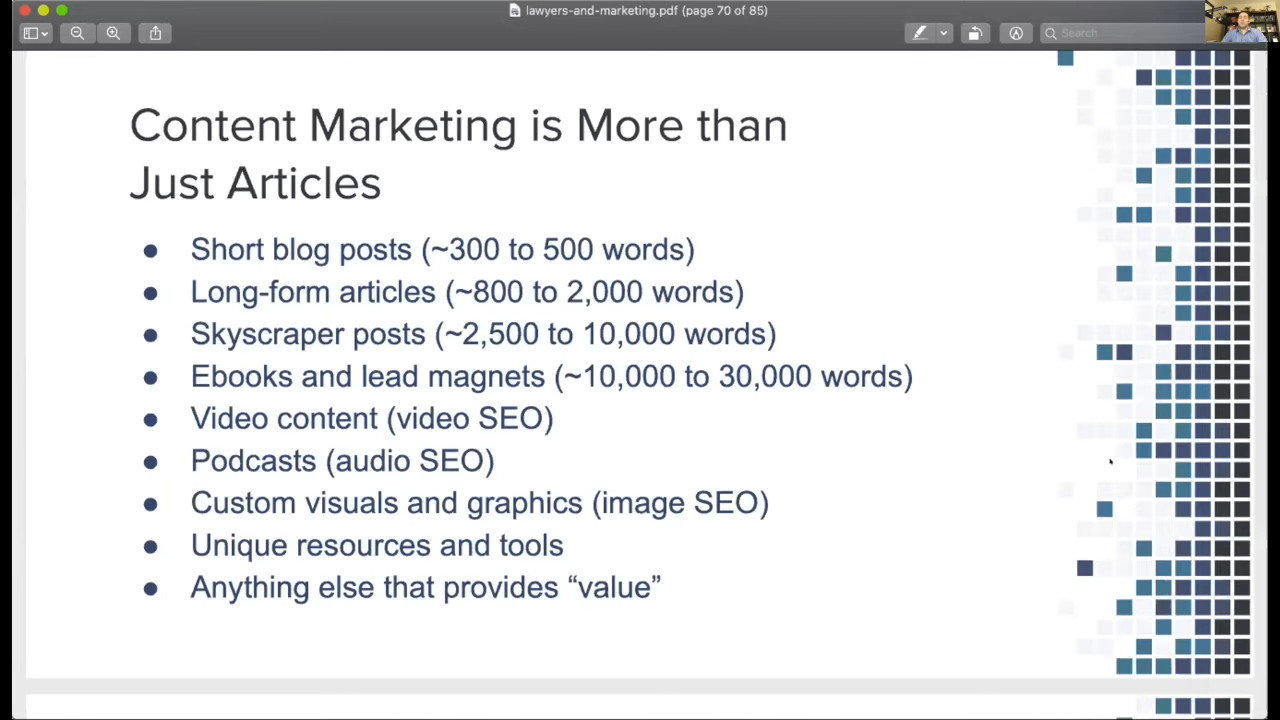 lawyers-and-marketing.pdf (page 70 of 85)
Search
Content Marketing is More than
Just Articles
● Short blog posts (~300 to 500 words)
● Long-form articles (~800 to 2,000 words)
● Skyscraper posts (~2,500 to 10,000 words)
● Ebooks and lead magnets (~10,000 to 30,000 words)
● Video content (video SEO)
● Podcasts (audio SEO)
● Custom visuals and graphics (image SEO)
● Unique resources and tools
● Anything else that provides “value”